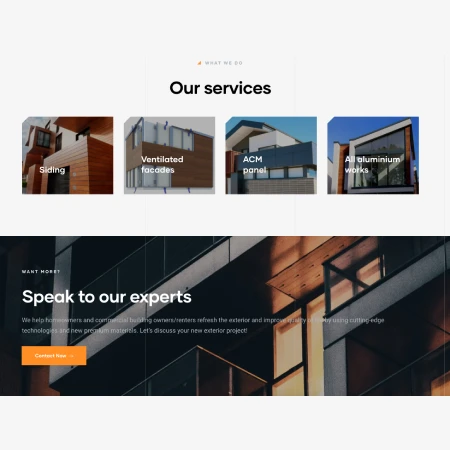 WHAT WE DO
Our services
Siding
Ventilated
facades
ACM
panel
All aluminium
works
WANT MORE?
Speak to our experts
We help homeowners and commercial building owners/renters refresh the exterior and improve quality of by using cutting-edge
technologies and new premium materials. Let's discuss your new exterior project!
Contact Now →